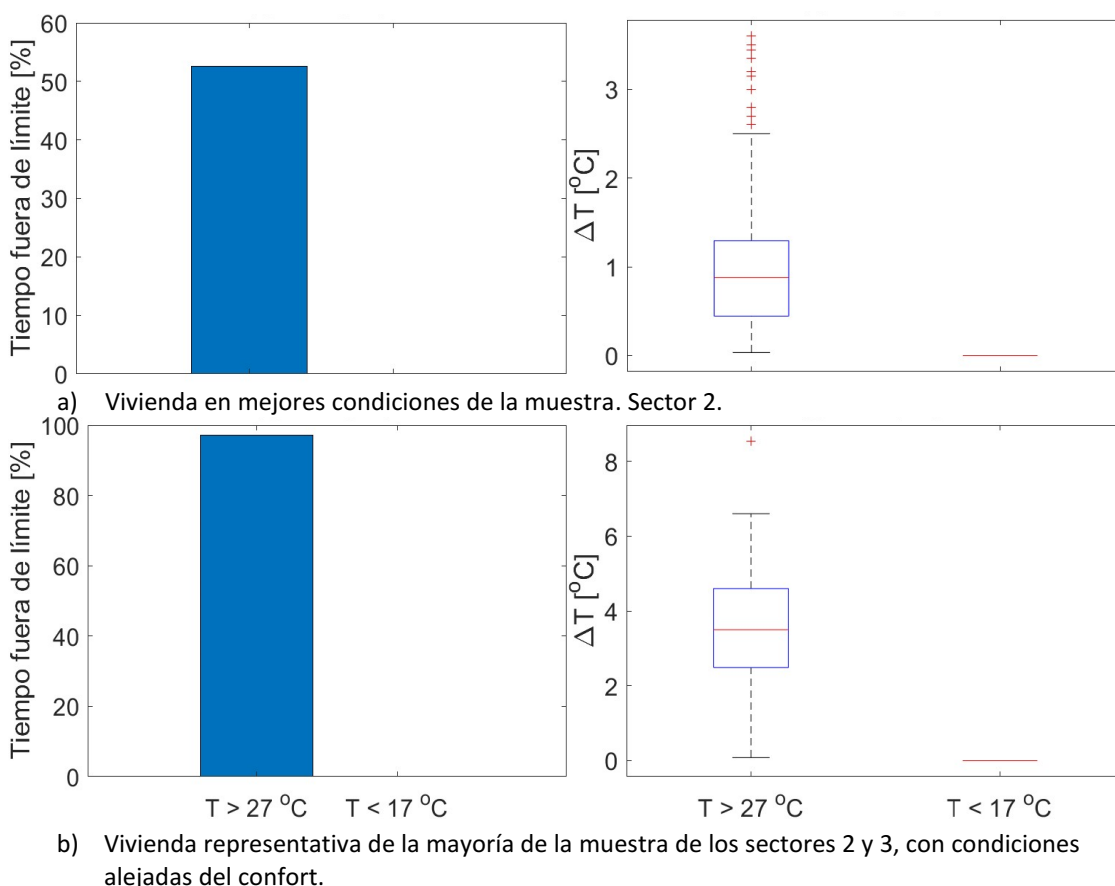 Tiempo fuera de límite [%]
60
50
40
30
20
10
0
ΔT [°C]
3
2
1
0
a) Vivienda en mejores condiciones de la muestra. Sector 2.
Tiempo fuera de límite [%]
100
80
60
40
20
0
T > 27 °C T < 17 °C
ΔT [°C]
8
6
4
2
0
T > 27 °C T < 17 °C
b) Vivienda representativa de la mayoría de la muestra de los sectores 2 y 3, con condiciones
alejadas del confort.